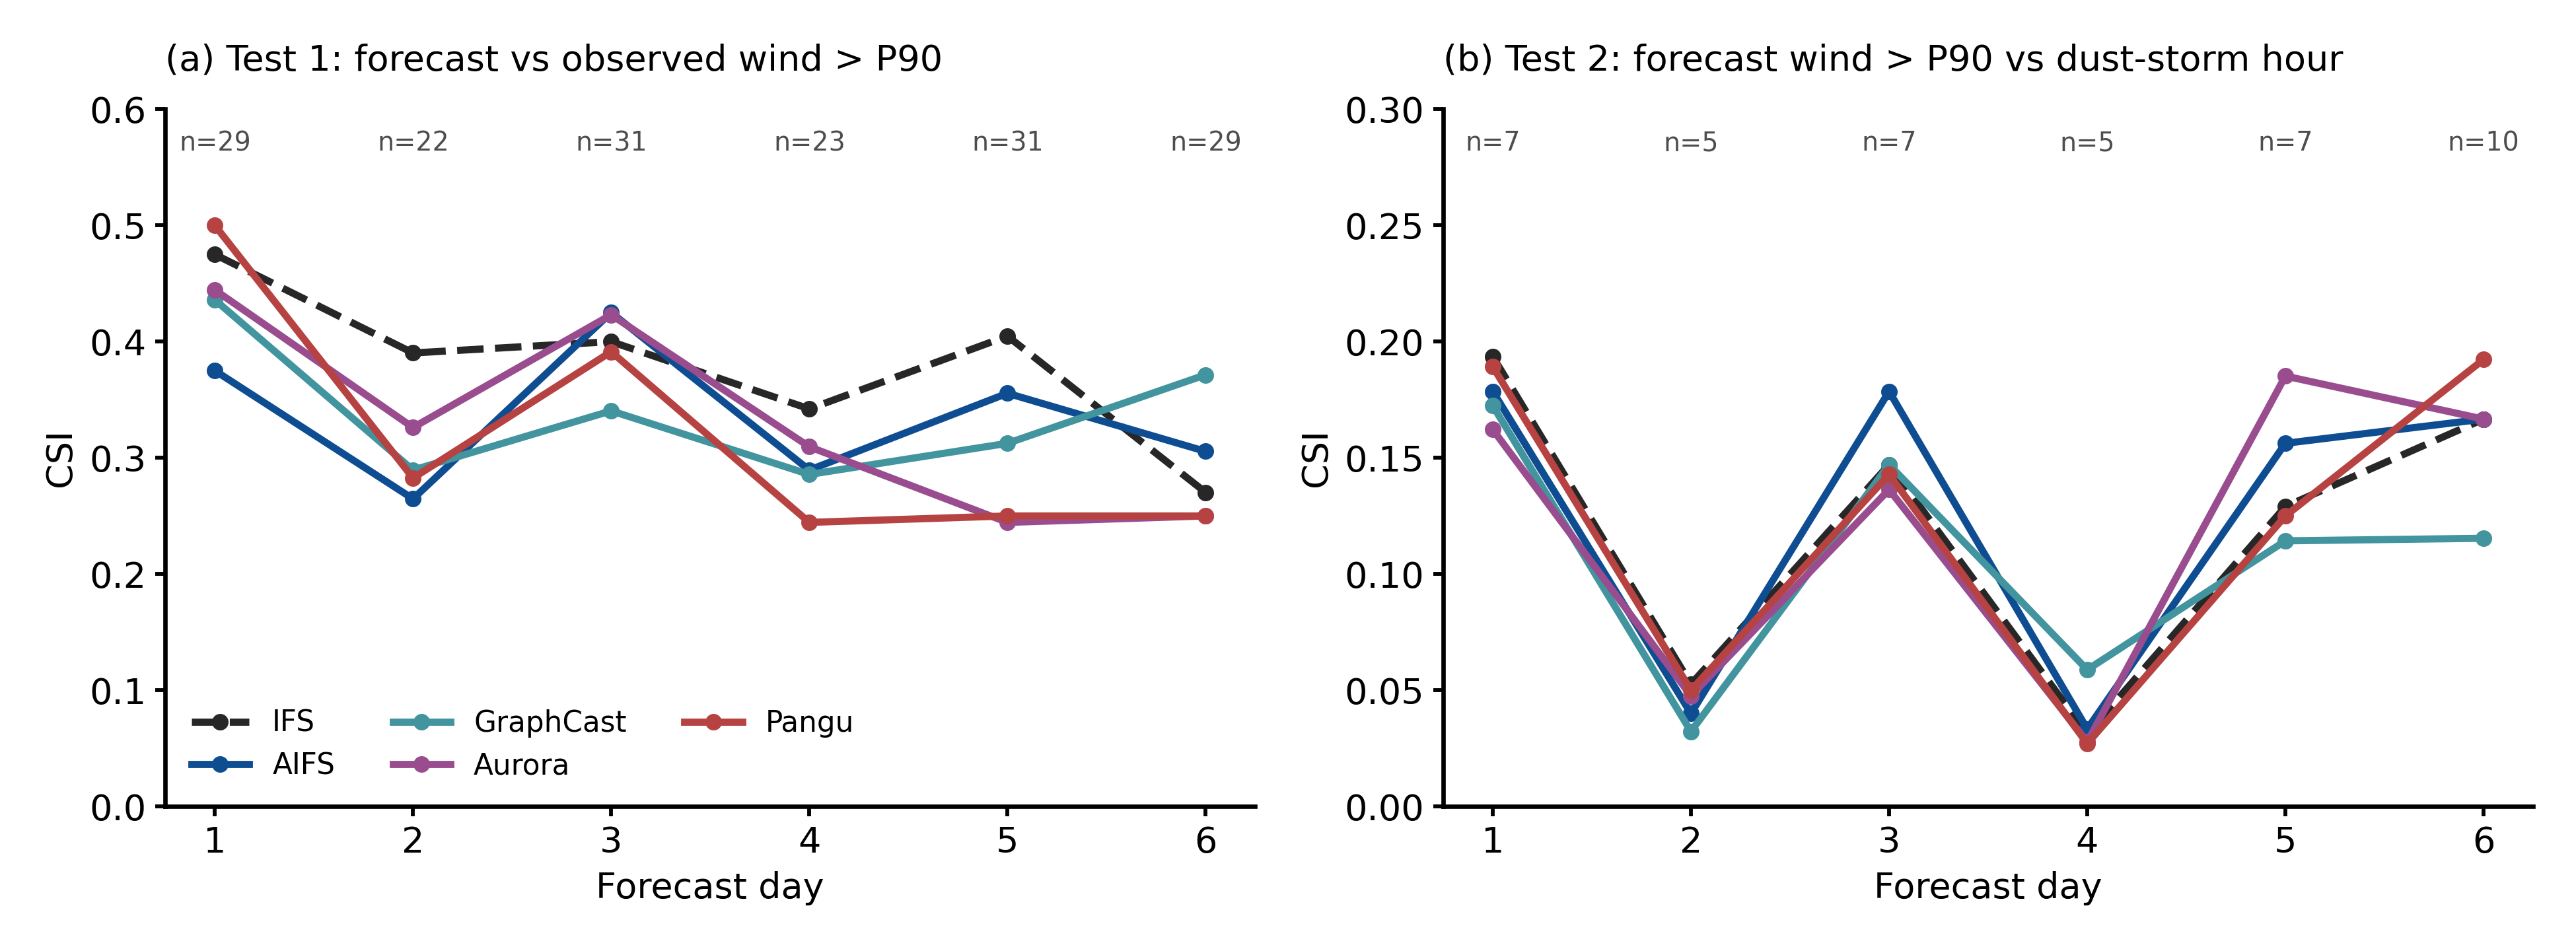 (a) Test 1: forecast vs observed wind > P90
0.6
n=29 n=22 n=31 n=23 n=31 n=29
0.5
0.4
CSI
0.3
0.2
0.1
IFS GraphCast Pangu
AIFS Aurora
0.0
1 2 3 4 5 6
Forecast day
(b) Test 2: forecast wind > P90 vs dust-storm hour
0.30
n=7 n=5 n=7 n=5 n=7 n=10
0.25
0.20
CSI
0.15
0.10
0.05
0.00
1 2 3 4 5 6
Forecast day